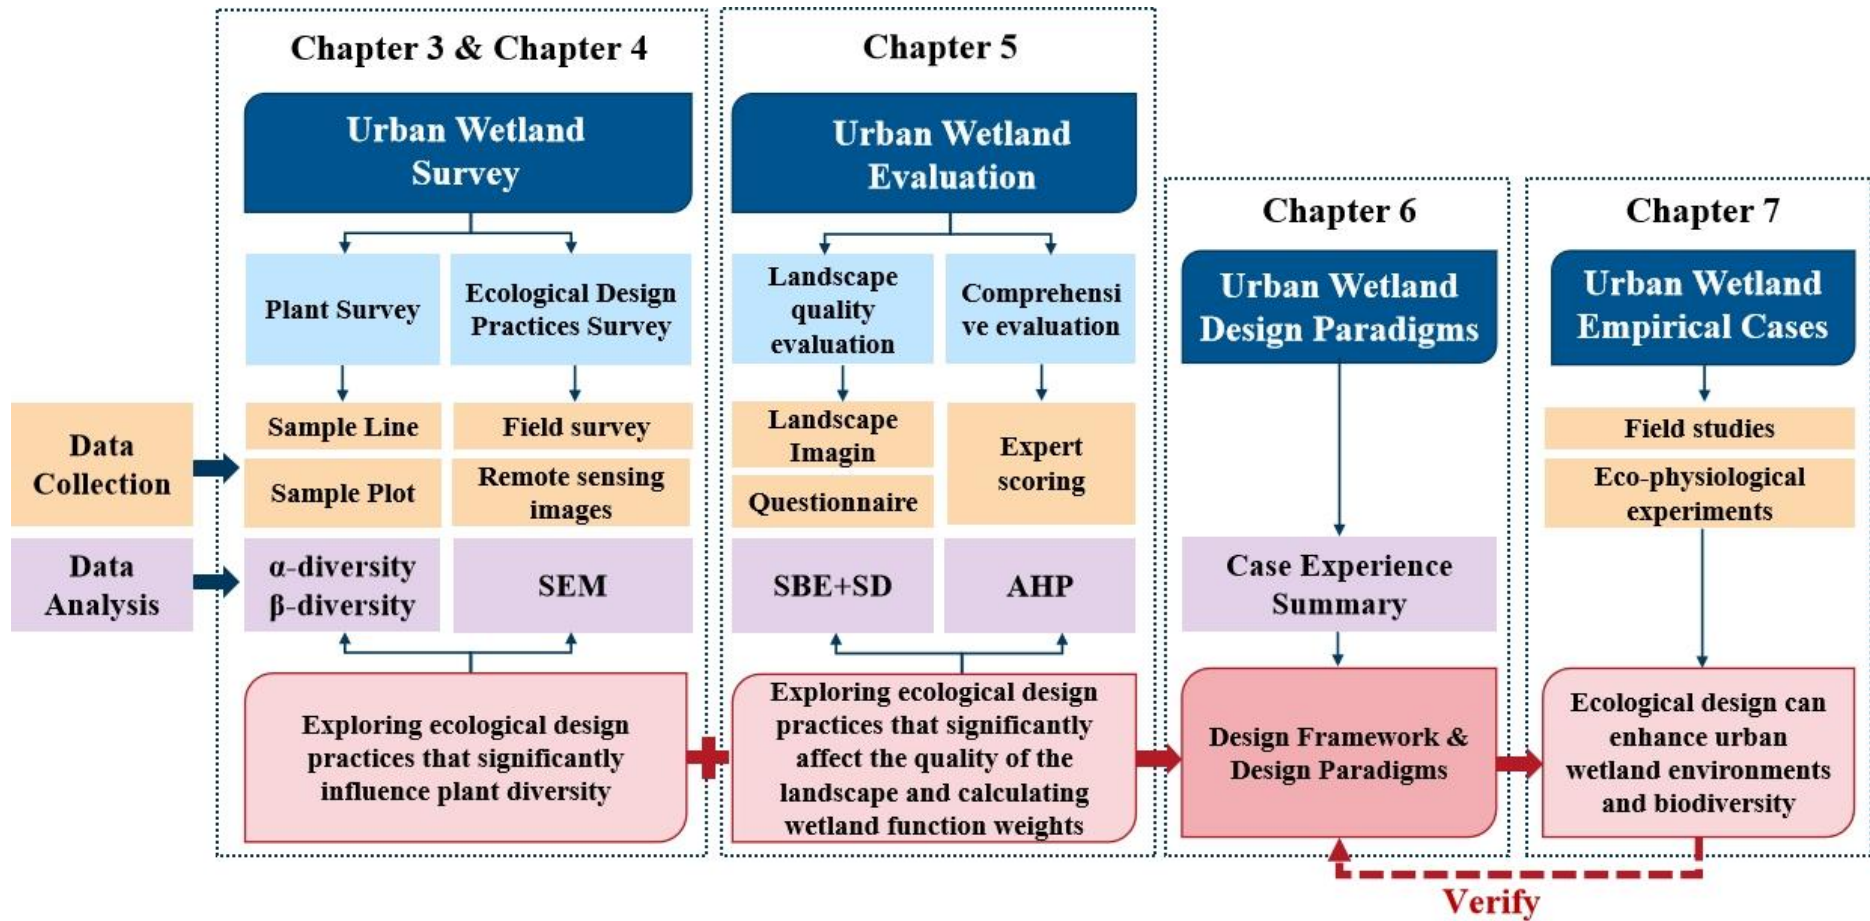 Chapter 3 & Chapter 4
Urban Wetland
Survey
Plant Survey
Ecological Design
Practices Survey
Data
Collection
Sample Line
Sample Plot
Field survey
Remote sensing
images
Data
Analysis
α-diversity
β-diversity
SEM
Exploring ecological design
practices that significantly
influence plant diversity
Chapter 5
Urban Wetland
Evaluation
Landscape
quality
evaluation
Comprehensi
ve evaluation
Landscape
Imagin
Questionnaire
Expert
scoring
SBE+SD
AHP
Exploring ecological design
practices that significantly
affect the quality of the
landscape and calculating
wetland function weights
Chapter 6
Urban Wetland
Design Paradigms
Case Experience
Summary
Design Framework &
Design Paradigms
Chapter 7
Urban Wetland
Empirical Cases
Field studies
Eco-physiological
experiments
Ecological design can
enhance urban
wetland environments
and biodiversity
Verify